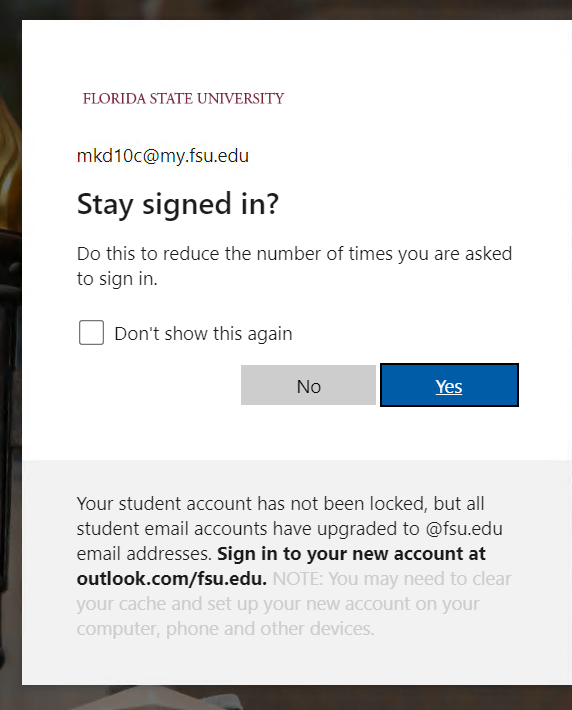 FLORIDA STATE UNIVERSITY
mkd10c@my.fsu.edu
Stay signed in?
Do this to reduce the number of times you are asked
to sign in.
Don't show this again
No
Yes
Your student account has not been locked, but all
student email accounts have upgraded to @fsu.edu
email addresses. Sign in to your new account at
outlook.com/fsu.edu. NOTE: You may need to clear
your cache and set up your new account on your
computer, phone and other devices.